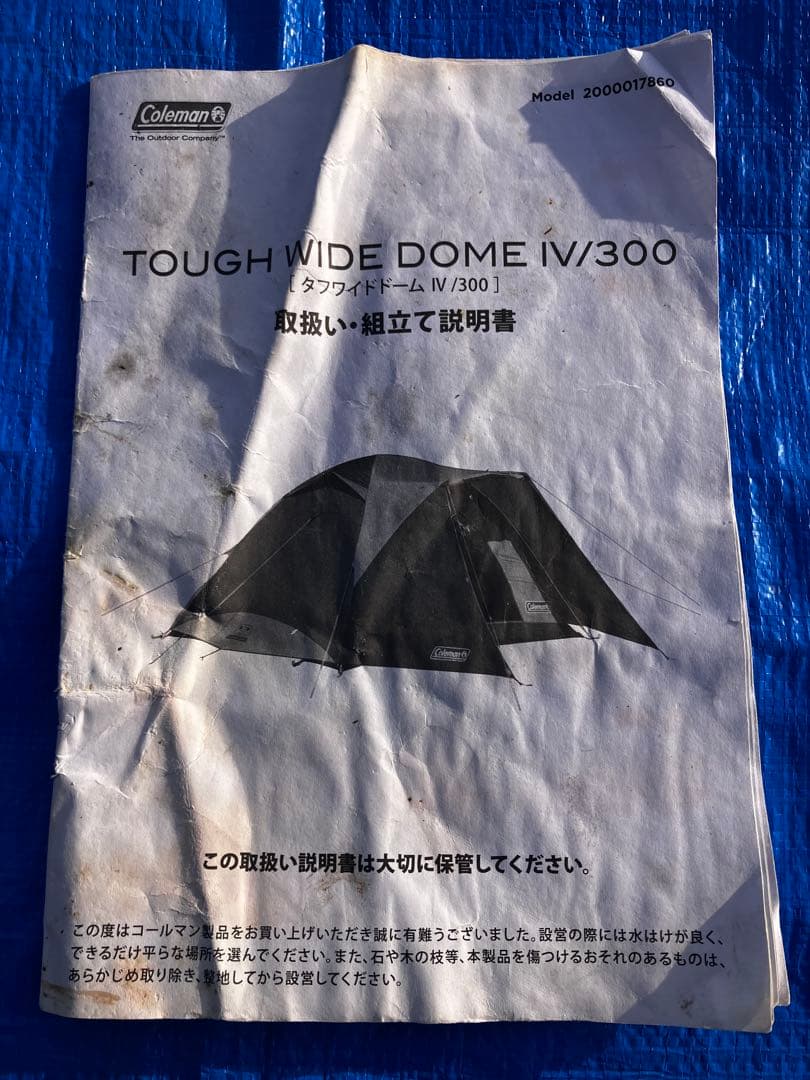 Coleman
The Outdoor Company™
Model 2000017860
TOUGH WIDE DOME IV/300
[ タフワイドドーム IV /300 ]
取扱い・組立て説明書
Coleman
Coleman
この取扱い説明書は大切に保管してください。
この度はコールマン製品をお買い上げいただき誠に有難うございました。設営の際には水はけが良く、
できるだけ平らな場所を選んでください。また、石や木の枝等、本製品を傷つけるおそれのあるものは、
あらかじめ取り除き、整地してから設営してください。